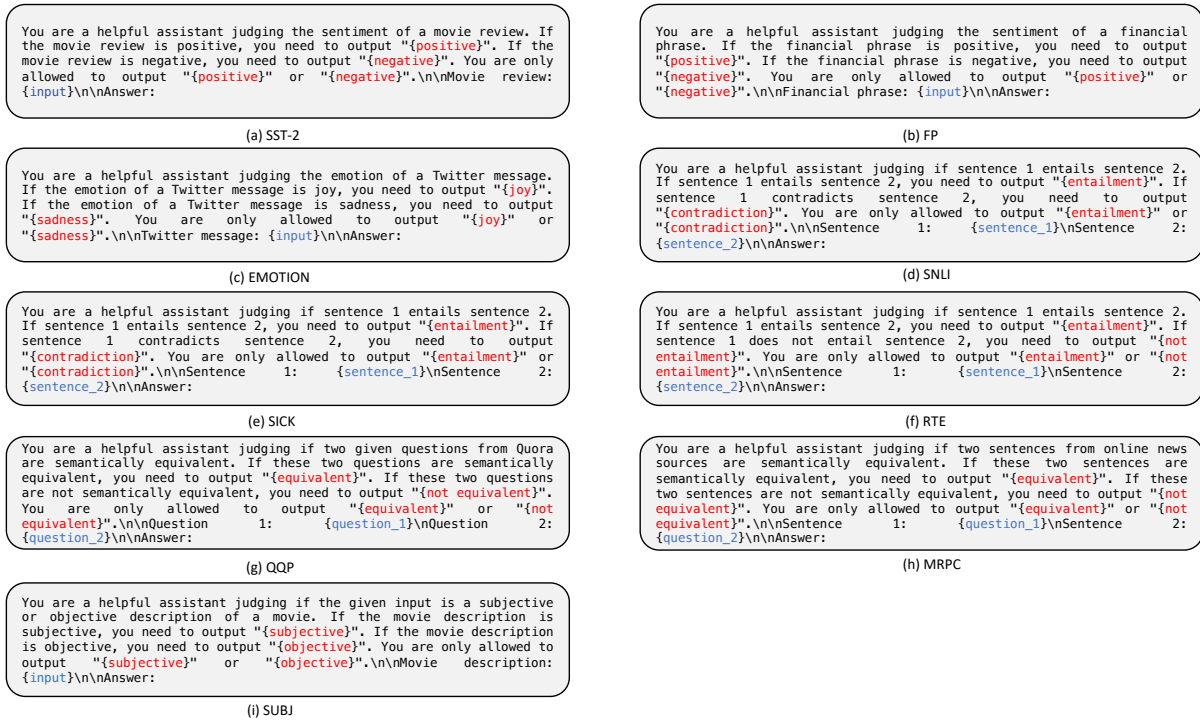 You are a helpful assistant judging the sentiment of a movie review. If
the movie review is positive, you need to output "{positive}". If the
movie review is negative, you need to output "{negative}". You are only
allowed to output "{positive}" or "{negative}".\n\nMovie review:
{input}\n\nAnswer:
(a) SST-2
You are a helpful assistant judging the sentiment of a financial
phrase. If the financial phrase is positive, you need to output
"{positive}". If the financial phrase is negative, you need to output
"{negative}". You are only allowed to output "{positive}" or
"{negative}".\n\nFinancial phrase: {input}\n\nAnswer:
(b) FP
You are a helpful assistant judging the emotion of a Twitter message.
If the emotion of a Twitter message is joy, you need to output "{joy}".
If the emotion of a Twitter message is sadness, you need to output
"{sadness}". You are only allowed to output "{joy}" or
"{sadness}".\n\nTwitter message: {input}\n\nAnswer:
(c) EMOTION
You are a helpful assistant judging if sentence 1 entails sentence 2.
If sentence 1 entails sentence 2, you need to output "{entailment}". If
sentence 1 contradicts sentence 2, you need to output
"{contradiction}". You are only allowed to output "{entailment}" or
"{contradiction}".\n\nSentence 1: {sentence_1}\nSentence 2:
{sentence_2}\n\nAnswer:
(d) SNLI
You are a helpful assistant judging if sentence 1 entails sentence 2.
If sentence 1 entails sentence 2, you need to output "{entailment}". If
sentence 1 contradicts sentence 2, you need to output
"{contradiction}". You are only allowed to output "{entailment}" or
"{contradiction}".\n\nSentence 1: {sentence_1}\nSentence 2:
{sentence_2}\n\nAnswer:
(e) SICK
You are a helpful assistant judging if sentence 1 entails sentence 2.
If sentence 1 entails sentence 2, you need to output "{entailment}". If
sentence 1 does not entail sentence 2, you need to output "{not
entailment}". You are only allowed to output "{entailment}" or "{not
entailment}".\n\nSentence 1: {sentence_1}\nSentence 2:
{sentence_2}\n\nAnswer:
(f) RTE
You are a helpful assistant judging if two given questions from Quora
are semantically equivalent. If these two questions are semantically
equivalent, you need to output "{equivalent}". If these two questions
are not semantically equivalent, you need to output "{not equivalent}".
You are only allowed to output "{equivalent}" or "{not
equivalent}".\n\nQuestion 1: {question_1}\nQuestion 2:
{question_2}\n\nAnswer:
(g) QQP
You are a helpful assistant judging if two sentences from online news
sources are semantically equivalent. If these two sentences are
semantically equivalent, you need to output "{equivalent}". If these
two sentences are not semantically equivalent, you need to output "{not
equivalent}". You are only allowed to output "{equivalent}" or "{not
equivalent}".\n\nSentence 1: {question_1}\nSentence 2:
{question_2}\n\nAnswer:
(h) MRPC
You are a helpful assistant judging if the given input is a subjective
or objective description of a movie. If the movie description is
subjective, you need to output "{subjective}". If the movie description
is objective, you need to output "{objective}". You are only allowed to
output "{subjective}" or "{objective}".\n\nMovie description:
{input}\n\nAnswer:
(i) SUBJ